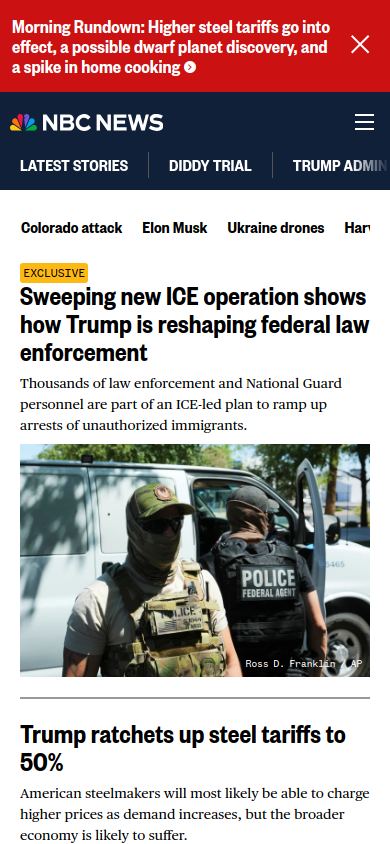 Morning Rundown: Higher steel tariffs go into
effect, a possible dwarf planet discovery, and
a spike in home cooking
NBC NEWS
LATEST STORIES
DIDDY TRIAL
TRUMP ADMIN
Colorado attack
Elon Musk
Ukraine drones
Harv
EXCLUSIVE
Sweeping new ICE operation shows
how Trump is reshaping federal law
enforcement
Thousands of law enforcement and National Guard
personnel are part of an ICE-led plan to ramp up
arrests of unauthorized immigrants.
5465
POLICE
FEDERAL AGENT
POLICE
Ross D. Franklin / AP
Trump ratchets up steel tariffs to
50%
American steelmakers will most likely be able to charge
higher prices as demand increases, but the broader
economy is likely to suffer.